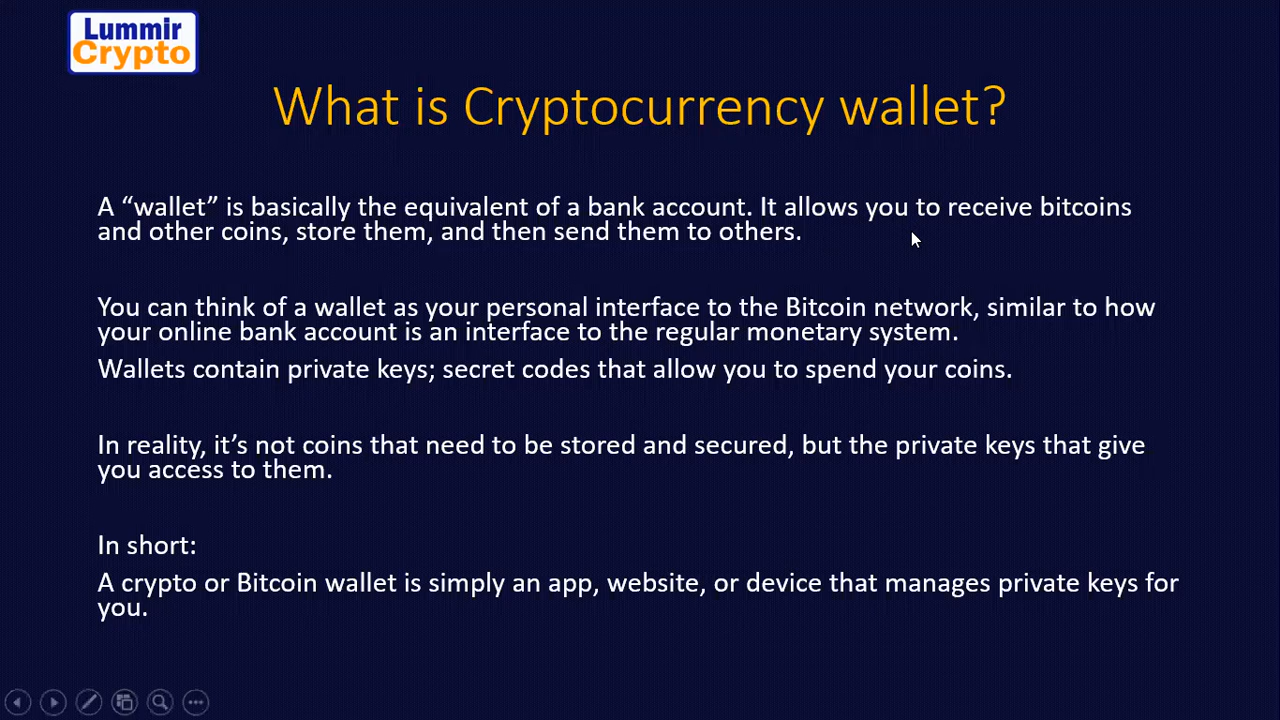 Lummir
Crypto
What is Cryptocurrency wallet?
A “wallet” is basically the equivalent of a bank account. It allows you to receive bitcoins
and other coins, store them, and then send them to others.
You can think of a wallet as your personal interface to the Bitcoin network, similar to how
your online bank account is an interface to the regular monetary system.
Wallets contain private keys; secret codes that allow you to spend your coins.
In reality, it’s not coins that need to be stored and secured, but the private keys that give
you access to them.
In short:
A crypto or Bitcoin wallet is simply an app, website, or device that manages private keys for
you.